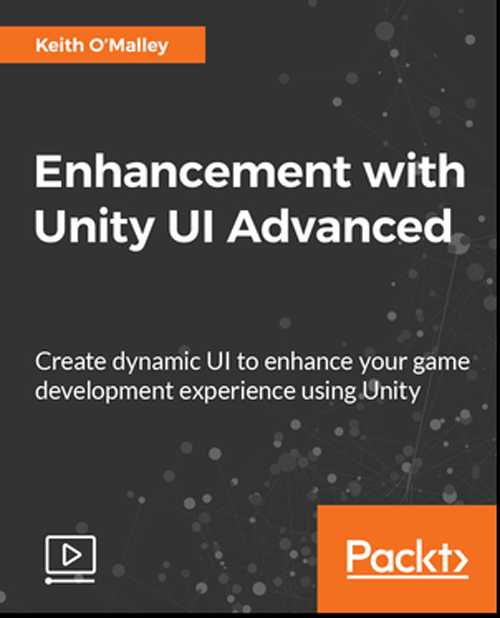 Keith O'Malley
Enhancement with
Unity UI Advanced
Create dynamic UI to enhance your game
development experience using Unity
Packt>